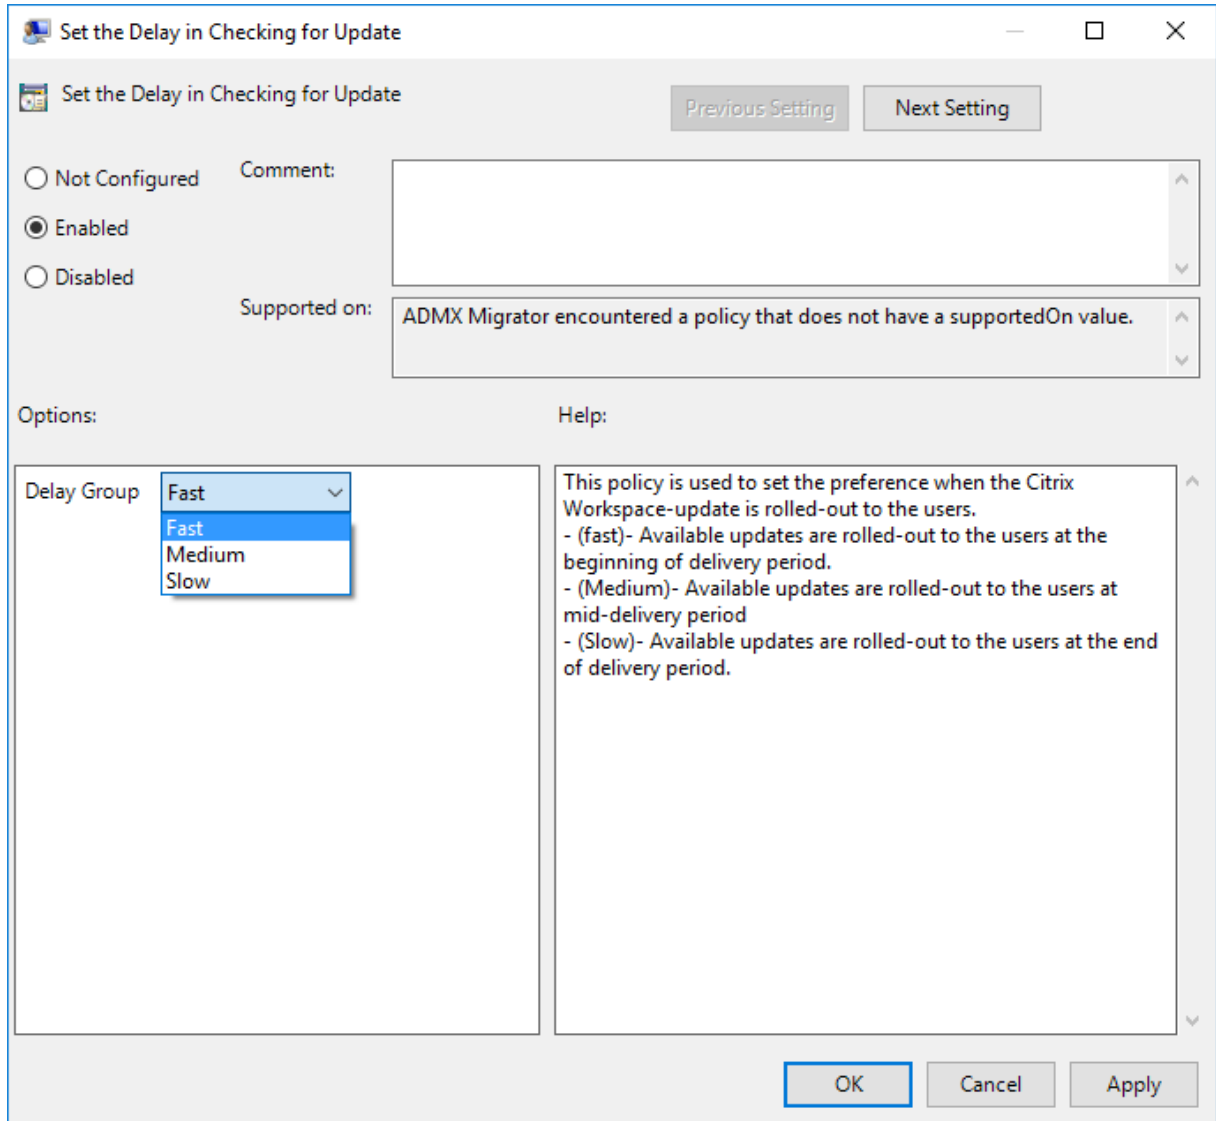 Set the Delay in Checking for Update
Set the Delay in Checking for Update
Previous Setting
Next Setting
Not Configured
Enabled
Disabled
Comment:
Supported on:
ADMX Migrator encountered a policy that does not have a supportedOn value.
Options:
Help:
Delay Group
Fast
Fast
Medium
Slow
This policy is used to set the preference when the Citrix
Workspace-update is rolled-out to the users.
- (fast)- Available updates are rolled-out to the users at the
beginning of delivery period.
- (Medium)- Available updates are rolled-out to the users at
mid-delivery period
- (Slow)- Available updates are rolled-out to the users at the end
of delivery period.
OK
Cancel
Apply